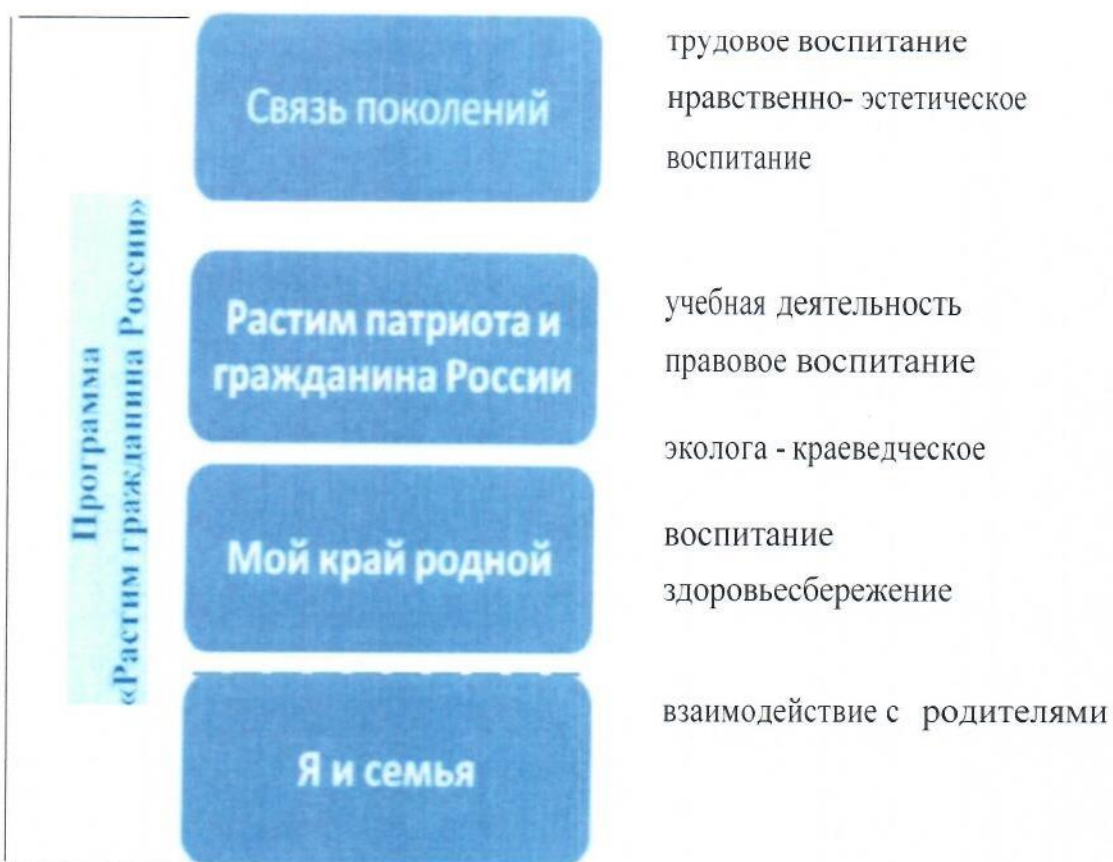 Программа
«Растим гражданина России»
Связь поколений
трудовое воспитание
нравственно- эстетическое
воспитание
Растим патриота и
гражданина России
учебная деятельность
правовое воспитание
эколога - краеведческое
Мой край родной
воспитание
здоровьесбережение
Я и семья
взаимодействие с родителями